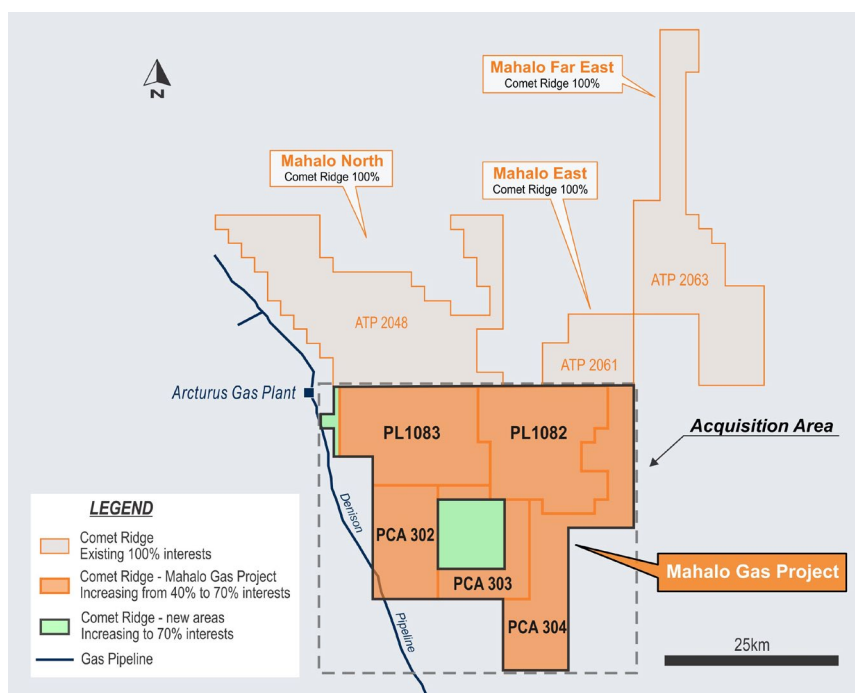 Mahalo Far East
Comet Ridge 100%
N
Mahalo North
Comet Ridge 100%
Mahalo East
Comet Ridge 100%
ATP 2063
ATP 2048
ATP 2061
Arcturus Gas Plant
PL1083
PL1082
Acquisition Area
LEGEND
Comet Ridge
Existing 100% interests
Comet Ridge - Mahalo Gas Project
Increasing from 40% to 70% interests
Comet Ridge - new areas
Increasing to 70% interests
Gas Pipeline
Denison
Pipeline
PCA 302
PCA 303
PCA 304
Mahalo Gas Project
25km